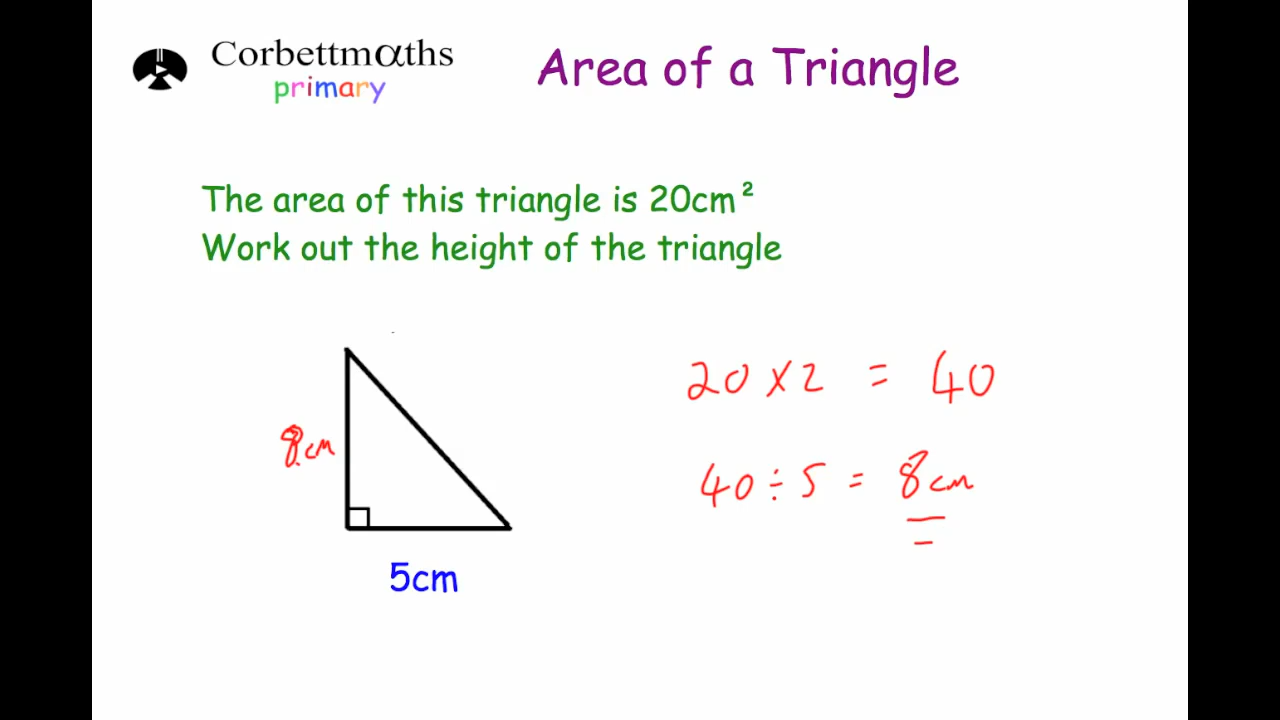 Corbettmαths
primary
Area of a Triangle
The area of this triangle is 20cm²
Work out the height of the triangle
20 × 2 = 40
8cm
40 ÷ 5 = 8cm
5cm